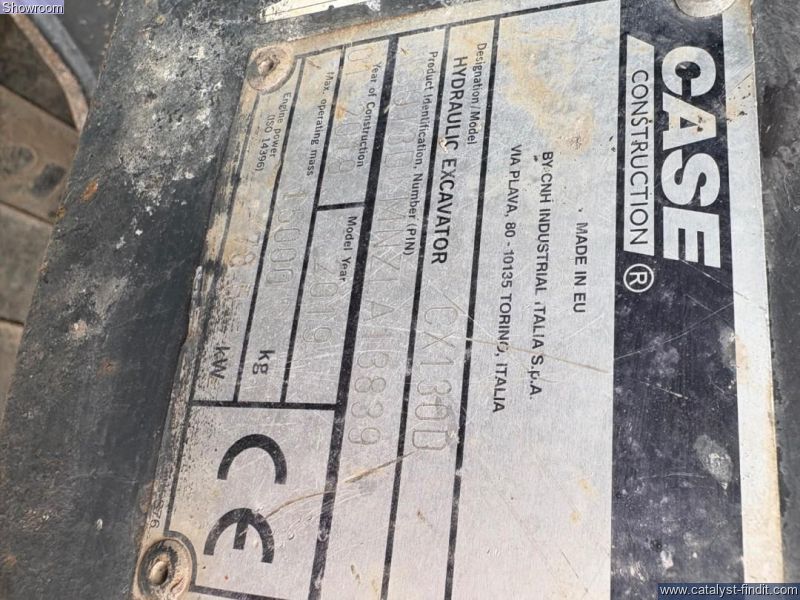 Showroom
CASE
CONSTRUCTION ®
MADE IN EU
BY: CNH INDUSTRIAL ITALIA S.p.A.
VIA PLAVA, 80 - 10135 TORINO, ITALIA
Designation/Model
HYDRAULIC EXCAVATOR CX130D
Product Identification, Number (PIN)
A13889
Year of Construction
Model Year 2019
Max. operating mass
kg
Engine power
(ISO 14396)
kW
CE
www.catalyst-findit.com